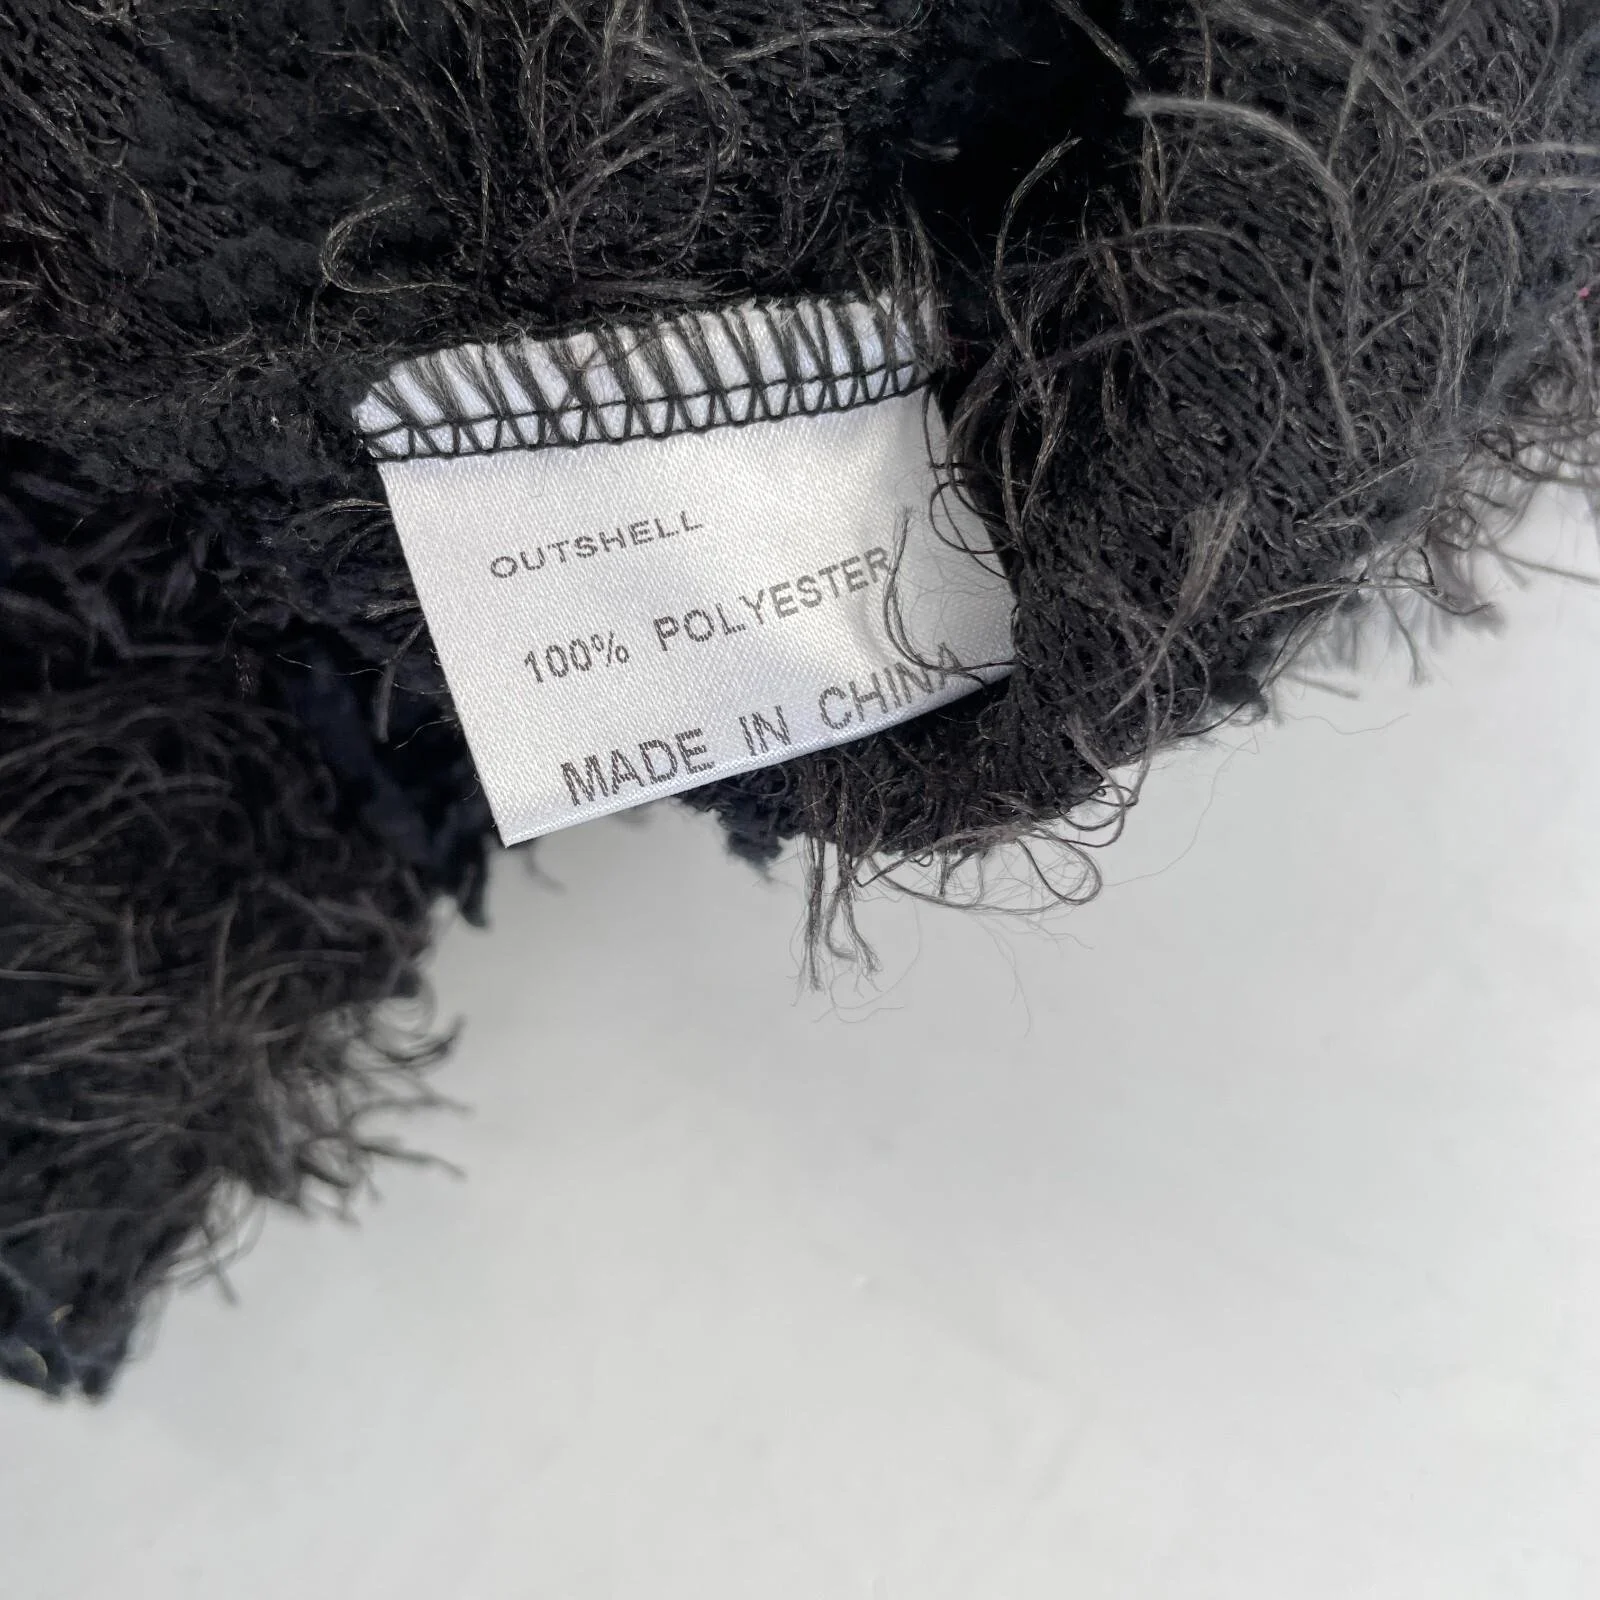 OUTSHELL
100% POLYESTER
MADE IN CHINA